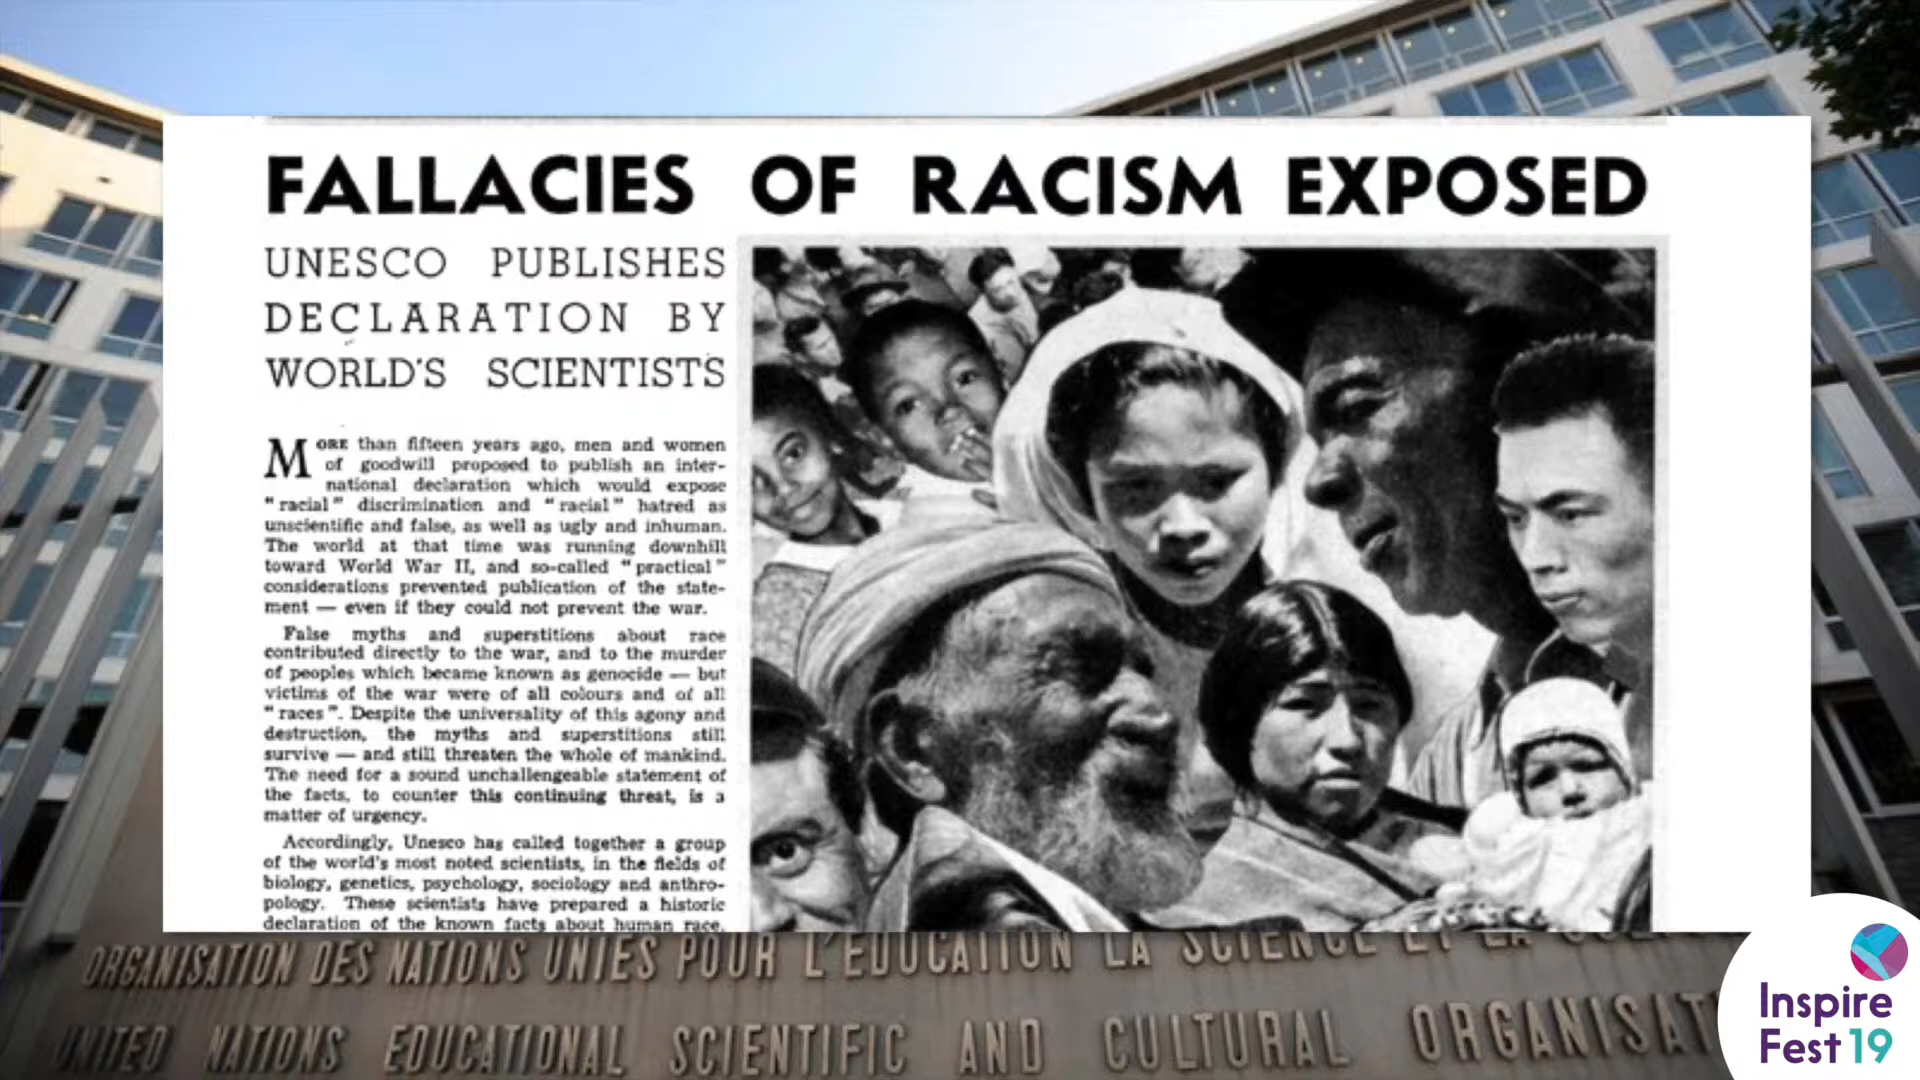 FALLACIES OF RACISM EXPOSED
UNESCO PUBLISHES
DECLARATION BY
WORLD'S SCIENTISTS
MORE than fifteen years ago, men and women
of goodwill proposed to publish an inter-
national declaration which would expose
"racial" discrimination and "racial" hatred as
unscientific and false, as well as ugly and inhuman.
The world at that time was running downhill
toward World War II, and so-called "practical"
considerations prevented publication of the state-
ment — even if they could not prevent the war.
False myths and superstitions about race
contributed directly to the war, and to the murder
of peoples which became known as genocide — but
victims of the war were of all colours and of all
"races". Despite the universality of this agony and
destruction, the myths and superstitions still
survive — and still threaten the whole of mankind.
The need for a sound unchallengeable statement of
the facts, to counter this continuing threat, is a
matter of urgency.
Accordingly, Unesco has called together a group
of the world's most noted scientists, in the fields of
biology, genetics, psychology, sociology and anthro-
pology. These scientists have prepared a historic
declaration of the known facts about human race,
ORGANISATION DES NATIONS UNIES POUR L'EDUCATION LA SCIENCE ET LA
UNITED NATIONS EDUCATIONAL SCIENTIFIC AND CULTURAL ORGANISAT
Inspire
Fest 19